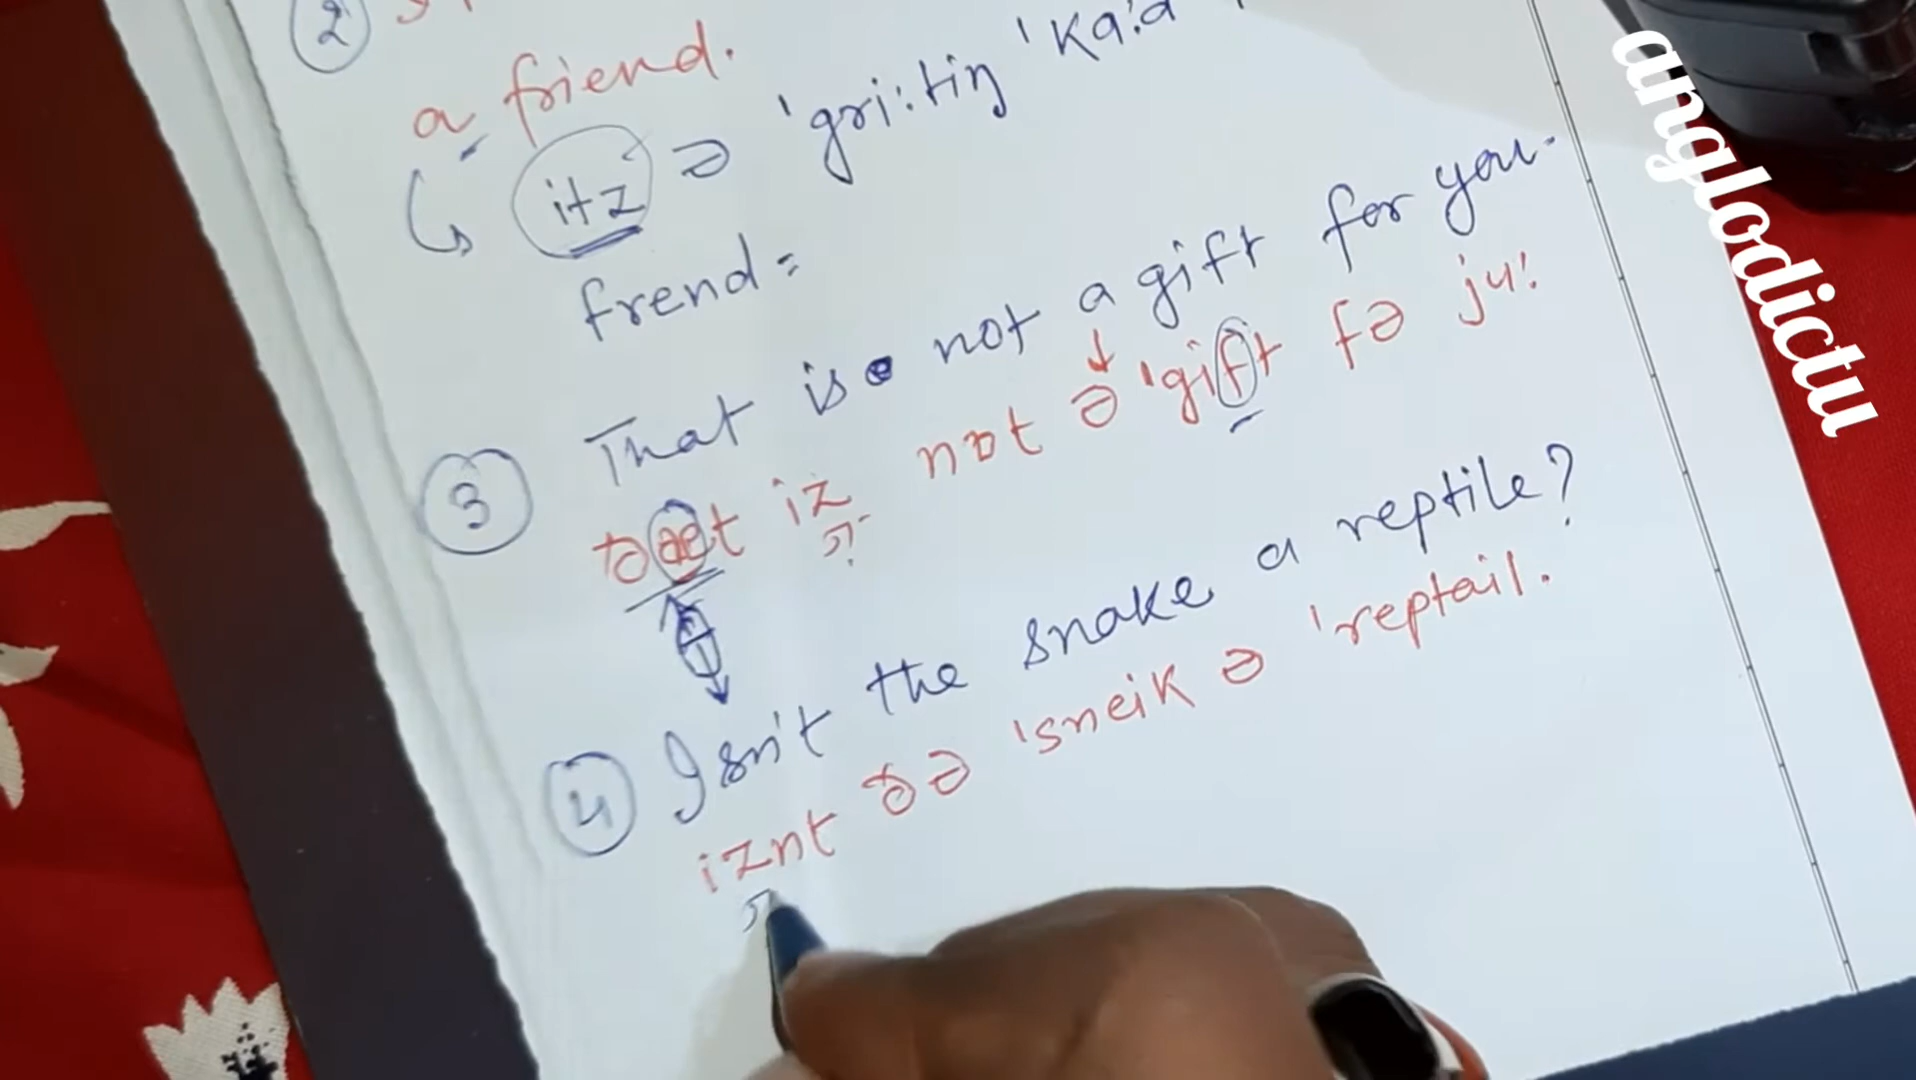 2
a friend.
itz ə 'gri:tiŋ 'Ka:d
frend =
3 That is not a gift for you.
ðæt iz nɒt ə 'gift fə ju:
জ়
4 Isn't the snake a reptile?
iznt ðə 'sneik ə 'reptail.
anglodictu